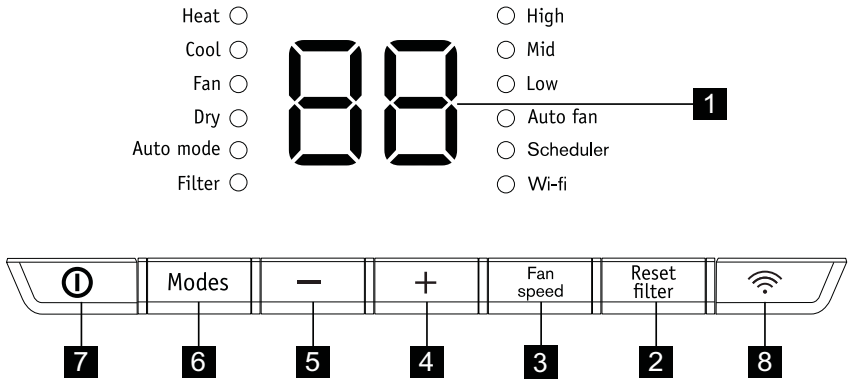 Heat
High
Cool
Mid
Fan
Low
Dry
Auto fan
Auto mode
Scheduler
Filter
Wi-fi
88
1
Modes
−
+
Fan
speed
Reset
filter
7
6
5
4
3
2
8